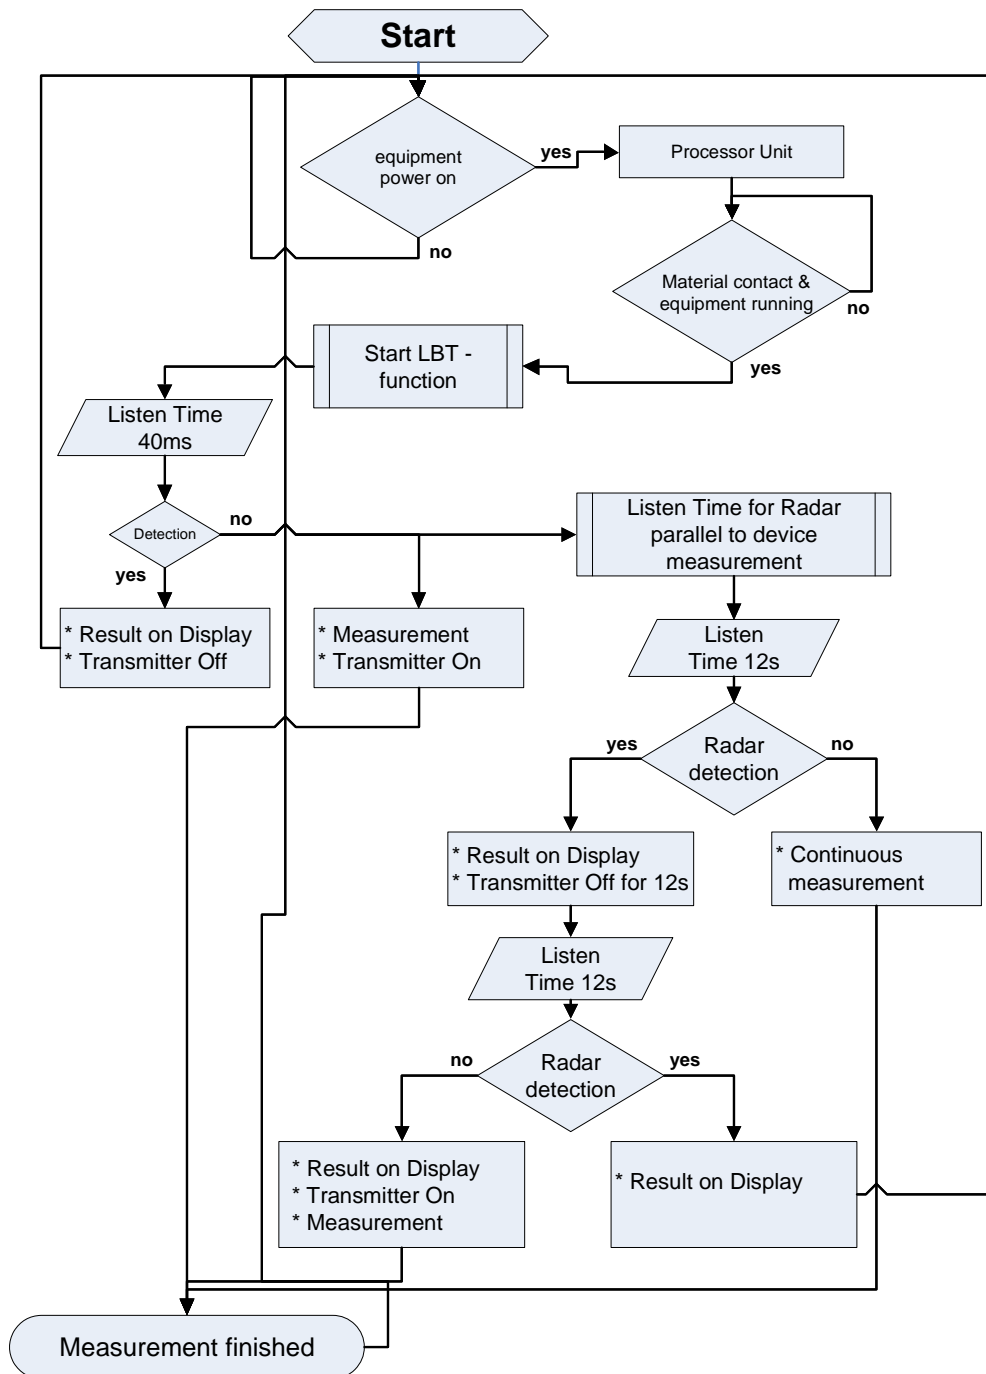 Start
equipment
power on
yes
Processor Unit
no
Material contact &
equipment running
no
yes
Start LBT -
function
Listen Time
40ms
Detection
no
yes
Listen Time for Radar
parallel to device
measurement
* Result on Display
* Transmitter Off
* Measurement
* Transmitter On
Listen
Time 12s
yes
Radar
detection
no
* Result on Display
* Transmitter Off for 12s
* Continuous
measurement
Listen
Time 12s
no
Radar
detection
yes
* Result on Display
* Transmitter On
* Measurement
* Result on Display
Measurement finished